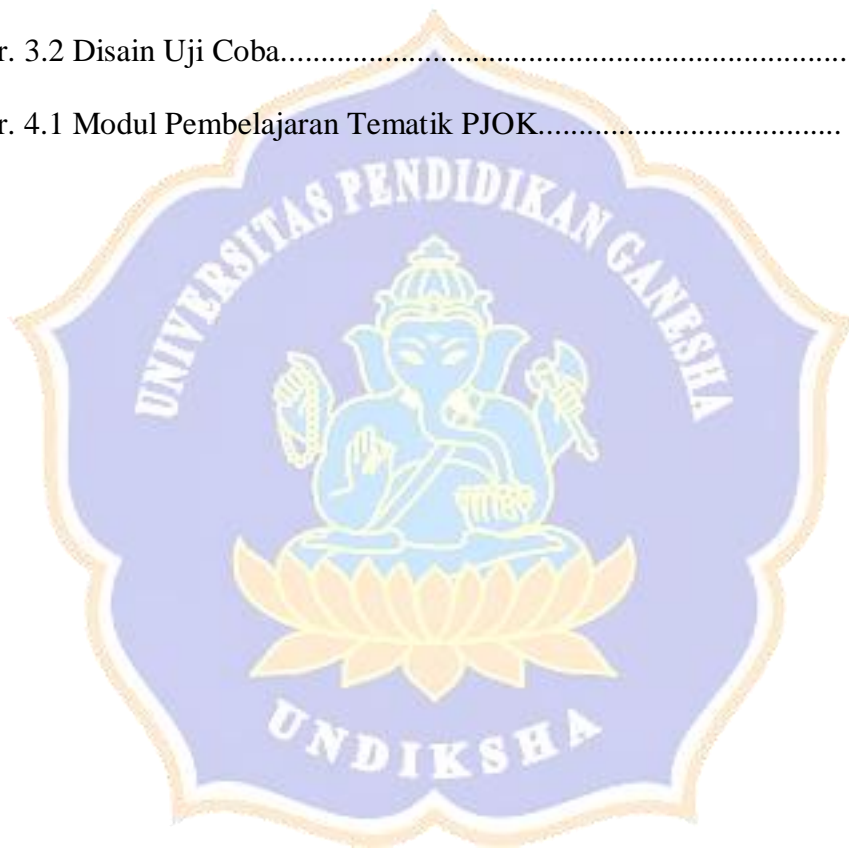 r. 3.2 Disain Uji Coba.....................................................................
r. 4.1 Modul Pembelajaran Tematik PJOK.....................................
UNIVERSITAS PENDIDIKAN GANESHA
UNDIKSHA